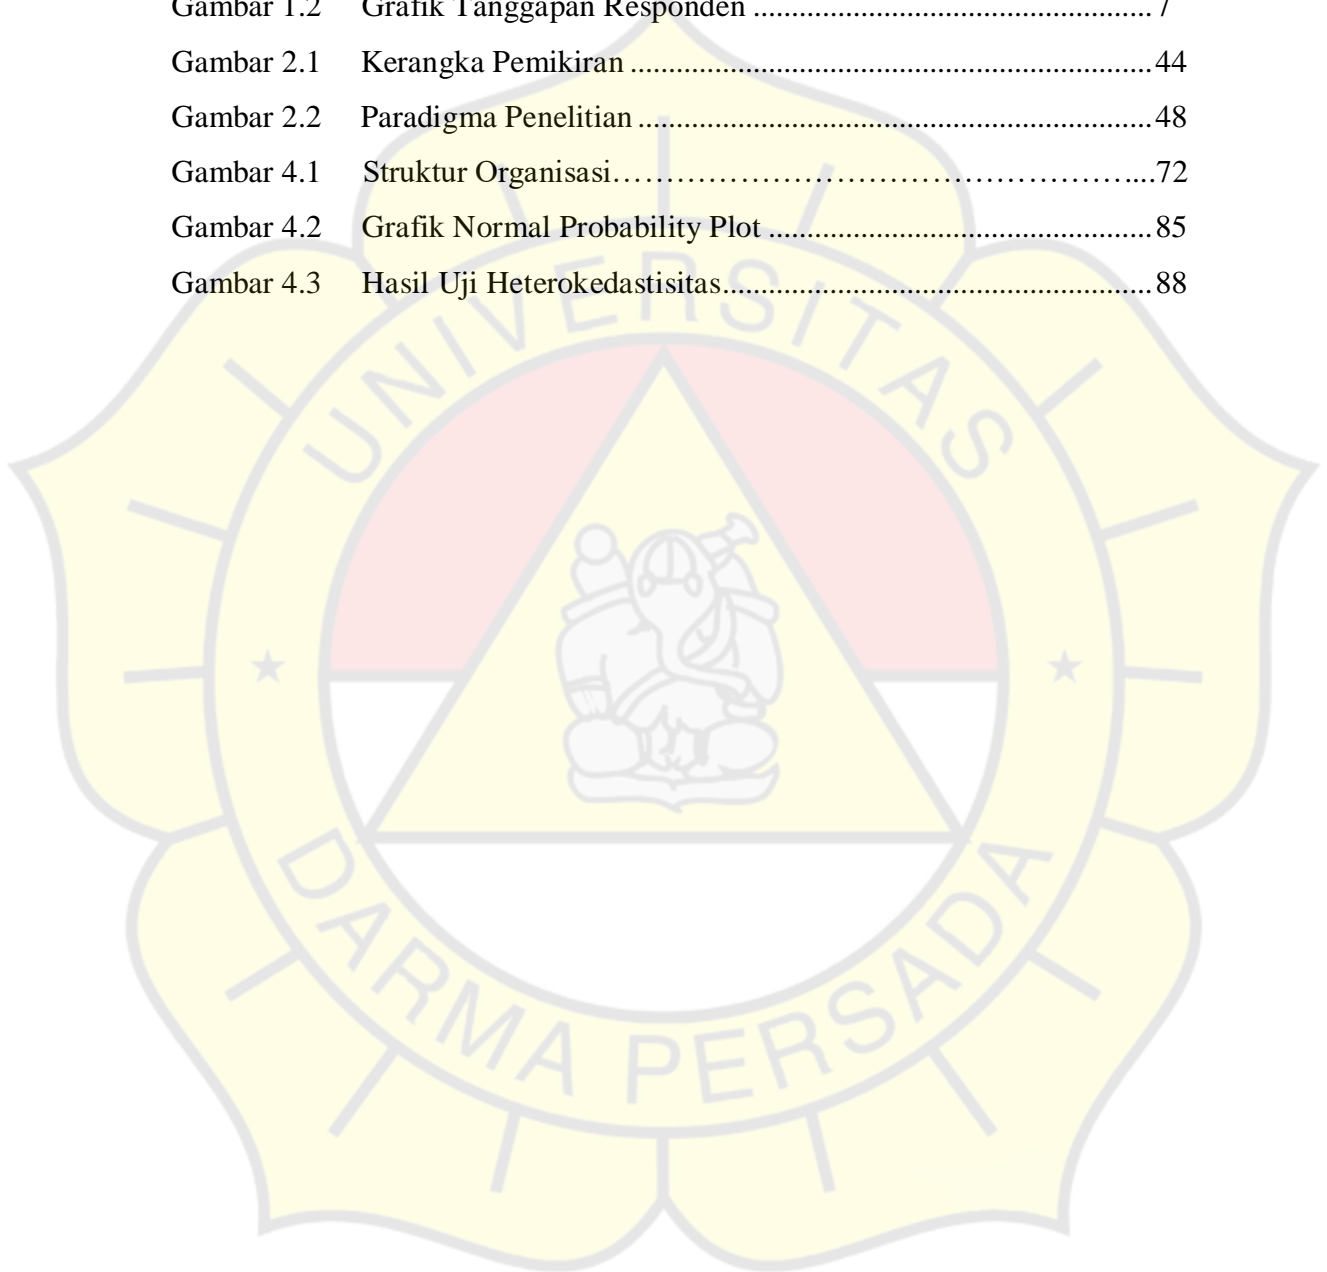 Gambar 1.2 Grafik Tanggapan Responden .................................................. 7
Gambar 2.1 Kerangka Pemikiran .................................................................... 44
Gambar 2.2 Paradigma Penelitian ................................................................ 48
Gambar 4.1 Struktur Organisasi………………………………………………....72
Gambar 4.2 Grafik Normal Probability Plot ................................................ 85
Gambar 4.3 Hasil Uji Heterokedastisitas ...................................................... 88
UNIVERSITAS
DARMA PERSADA